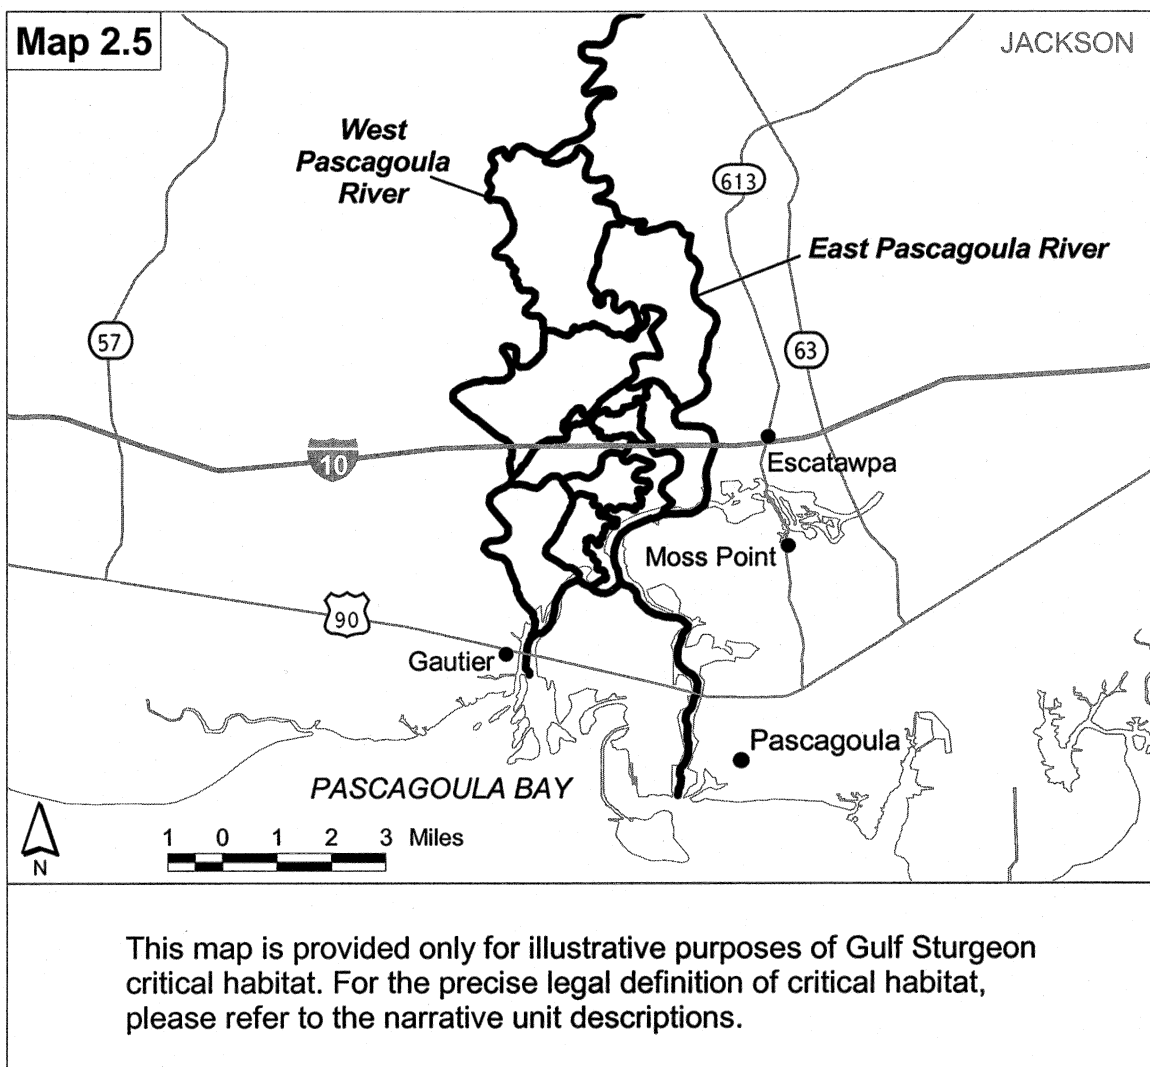 Map 2.5
JACKSON
West
Pascagoula
River
613
East Pascagoula River
57
63
10
Escatawpa
Moss Point
90
Gautier
Pascagoula
PASCAGOULA BAY
1 0 1 2 3 Miles
N
This map is provided only for illustrative purposes of Gulf Sturgeon
critical habitat. For the precise legal definition of critical habitat,
please refer to the narrative unit descriptions.